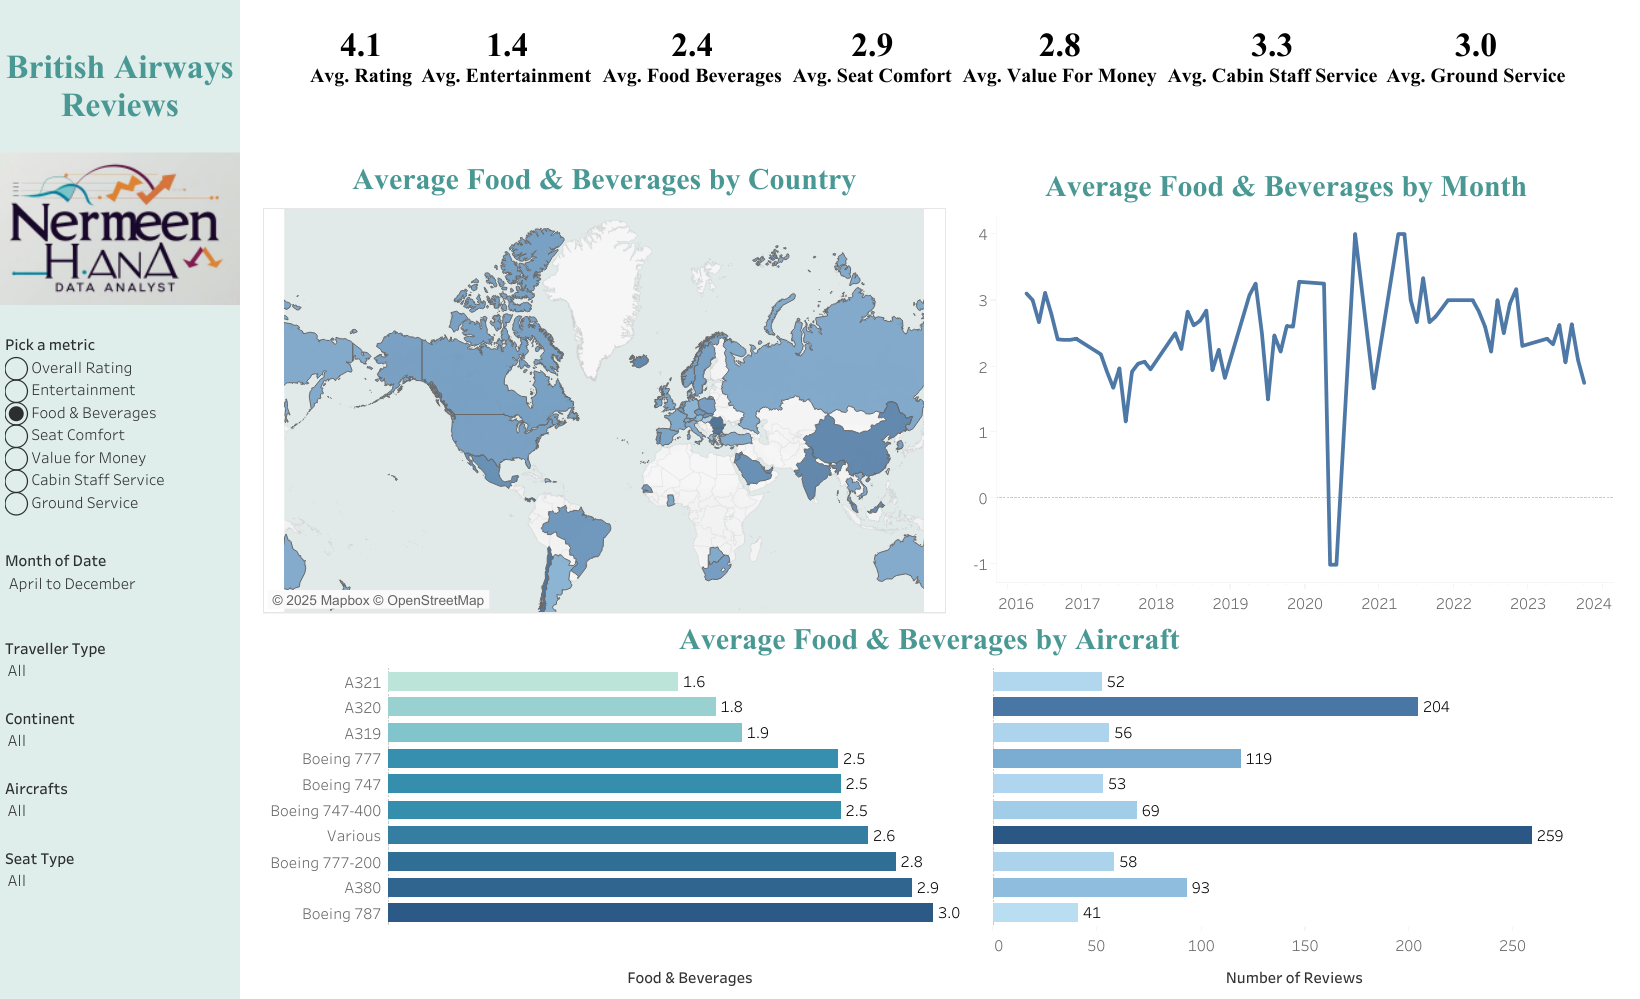 British Airways
Reviews
4.1 1.4 2.4 2.9 2.8 3.3 3.0
Avg. Rating Avg. Entertainment Avg. Food Beverages Avg. Seat Comfort Avg. Value For Money Avg. Cabin Staff Service Avg. Ground Service
Nermeen
HANA
DATA ANALYST
Pick a metric
Overall Rating
Entertainment
Food & Beverages
Seat Comfort
Value for Money
Cabin Staff Service
Ground Service
Month of Date
April to December
Traveller Type
All
Continent
All
Aircrafts
All
Seat Type
All
Average Food & Beverages by Country
© 2025 Mapbox © OpenStreetMap
Average Food & Beverages by Month
4
3
2
1
0
-1
2016 2017 2018 2019 2020 2021 2022 2023 2024
Average Food & Beverages by Aircraft
A321 1.6 52
A320 1.8 204
A319 1.9 56
Boeing 777 2.5 119
Boeing 747 2.5 53
Boeing 747-400 2.5 69
Various 2.6 259
Boeing 777-200 2.8 58
A380 2.9 93
Boeing 787 3.0 41
0 50 100 150 200 250
Food & Beverages Number of Reviews